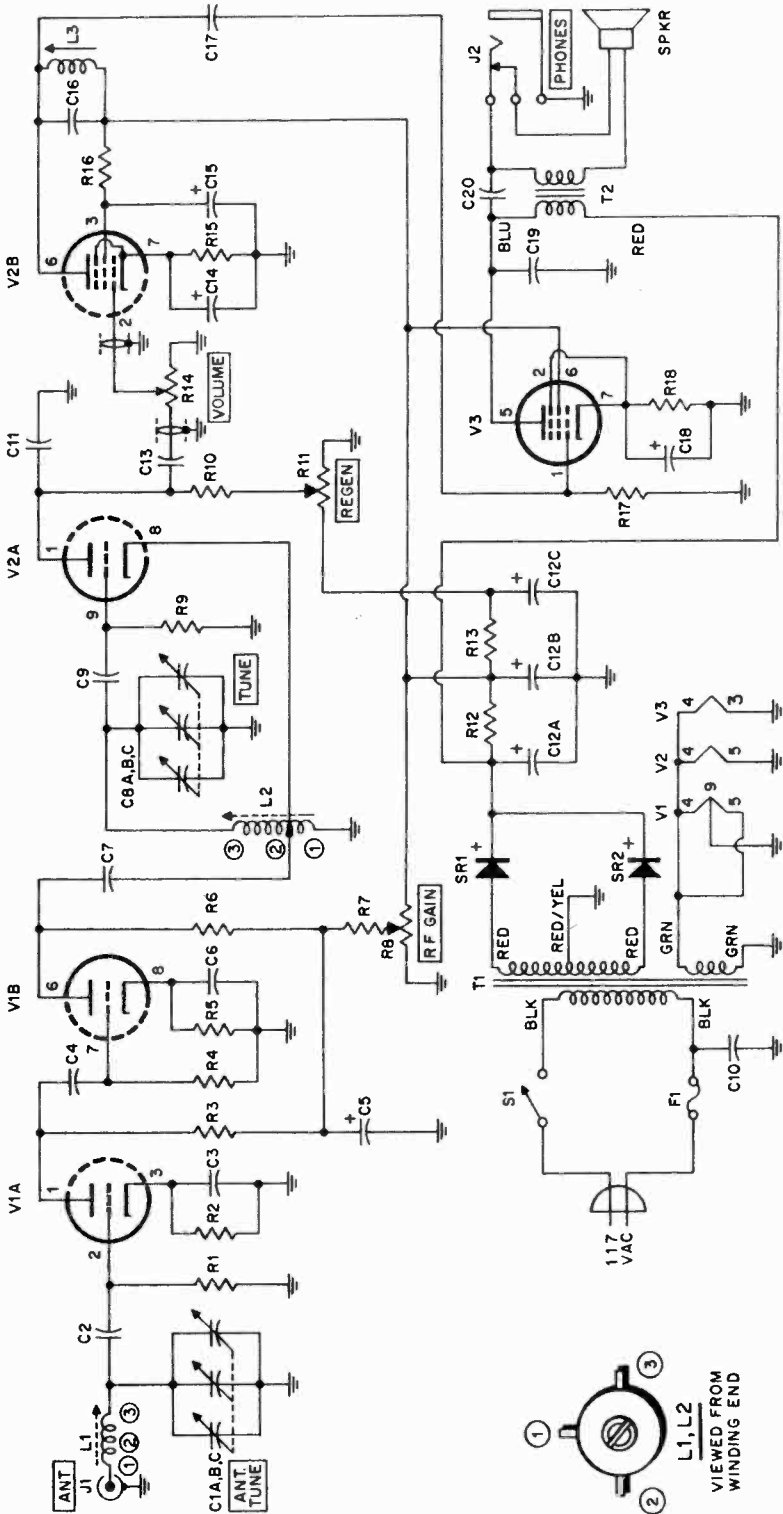 V1A
V1B
V2A
V2B
ANT.
J1
L1
1 2 3
C2
2
1
3
R1
R2
C3
C1A,B,C
ANT. TUNE
R3
C4
C5
7
6
8
R4
R5
C6
R6
C7
R7
R8
RF GAIN
L2
3
2
1
C8A,B,C
TUNE
C9
9
R9
1
8
C11
C13
R10
R11
REGEN
R14
VOLUME
2
6
3
7
+
C14
R15
+
C15
R16
C16
L3
C17
117
VAC
S1
F1
C10
BLK
BLK
T1
RED
RED/YEL
RED
GRN
GRN
SR1
+
SR2
+
V1
4
9
5
V2
4
5
V3
4
3
R12
R13
+
C12A
+
C12B
+
C12C
V3
5
1
2
6
7
R17
+
C18
R18
C19
C20
BLU
RED
T2
J2
PHONES
SPKR
1
2
3
L1, L2
VIEWED FROM
WINDING END